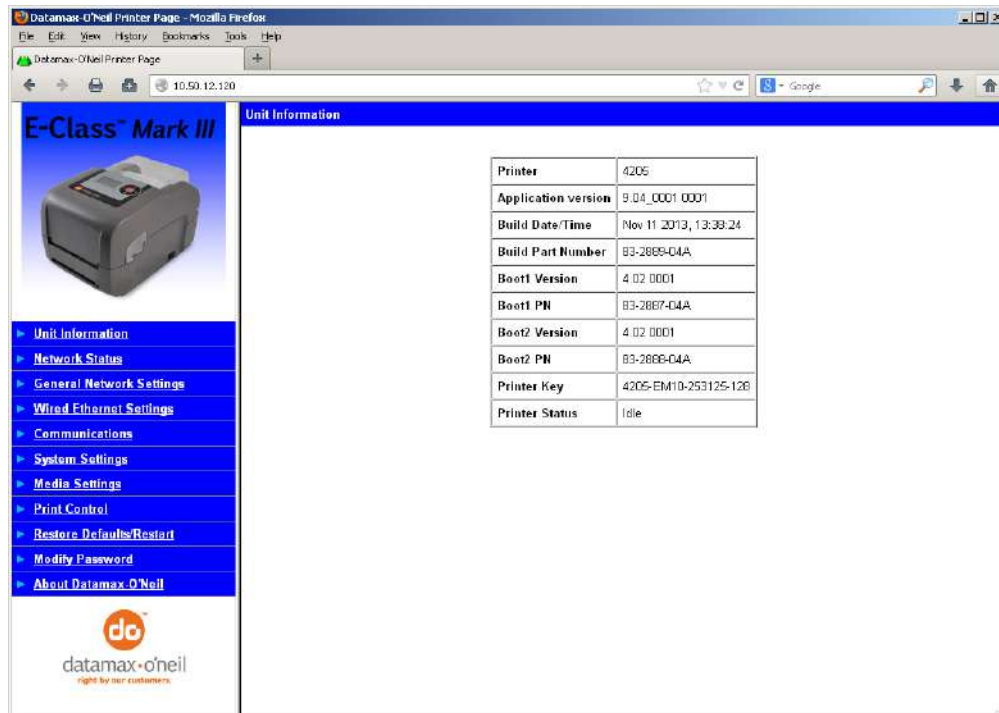 Datamax-O'Neil Printer Page - Mozilla Firefox
File Edit View History Bookmarks Tools Help
Datamax-O'Neil Printer Page
10.50.12.120
Google
E-Class™ Mark III
Unit Information
Printer 4205
Application version 9.04_0001 0001
Build Date/Time Nov 11 2013, 13:38:24
Build Part Number 83-2889-04A
Boot1 Version 4.02 0001
Boot1 PN 83-2887-04A
Boot2 Version 4.02 0001
Boot2 PN 83-2888-04A
Printer Key 4205-EM10-253125-128
Printer Status Idle
Unit Information
Network Status
General Network Settings
Wired Ethernet Settings
Communications
System Settings
Media Settings
Print Control
Restore Defaults/Restart
Modify Password
About Datamax-O'Neil
do
datamax•o'neil
right by our customers.